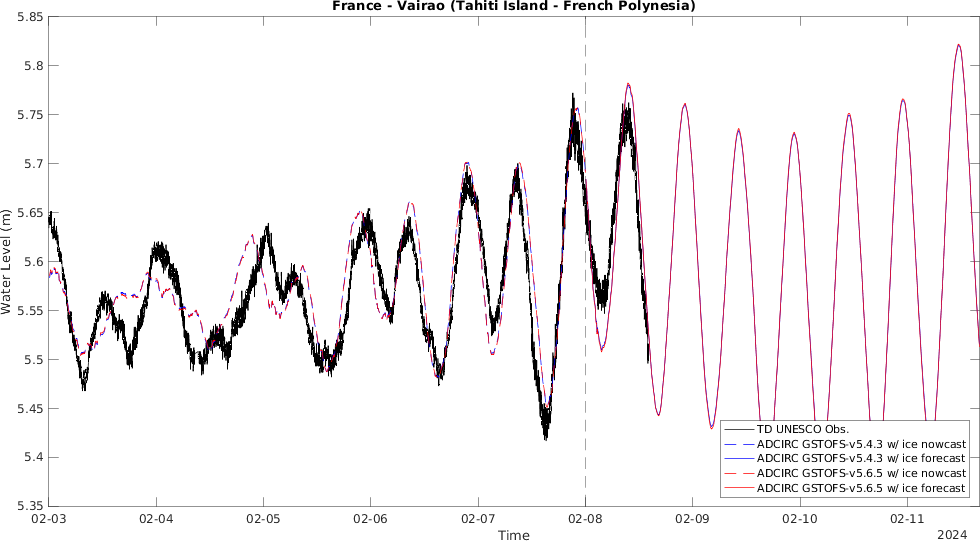 France - Vairao (Tahiti Island - French Polynesia)
5.85
5.8
5.75
5.7
5.65
5.6
5.55
5.5
5.45
5.4
5.35
Water Level (m)
TD UNESCO Obs.
ADCIRC GSTOFS-v5.4.3 w/ ice nowcast
ADCIRC GSTOFS-v5.4.3 w/ ice forecast
ADCIRC GSTOFS-v5.6.5 w/ ice nowcast
ADCIRC GSTOFS-v5.6.5 w/ ice forecast
02-03 02-04 02-05 02-06 02-07 02-08 02-09 02-10 02-11
Time
2024